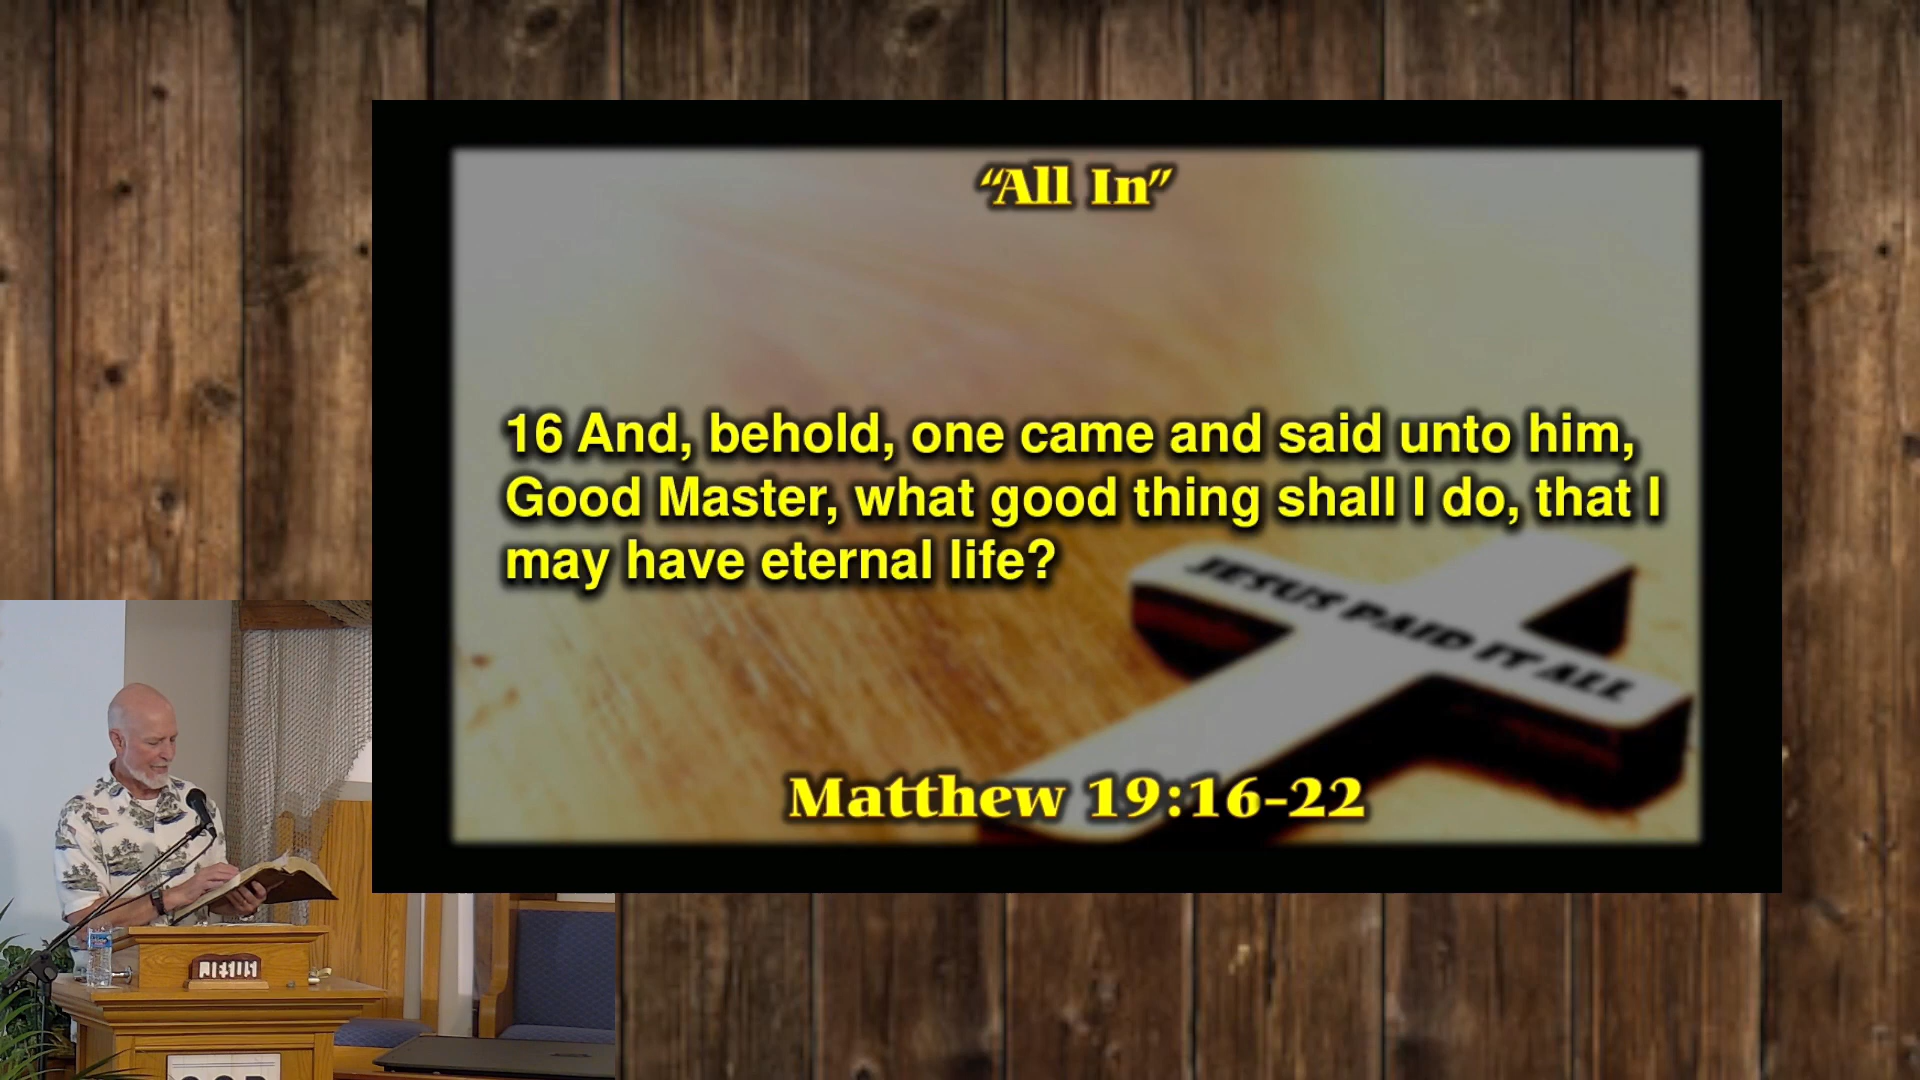 “All In”
16 And, behold, one came and said unto him,
Good Master, what good thing shall I do, that I
may have eternal life?
JESUS PAID IT ALL
Matthew 19:16-22